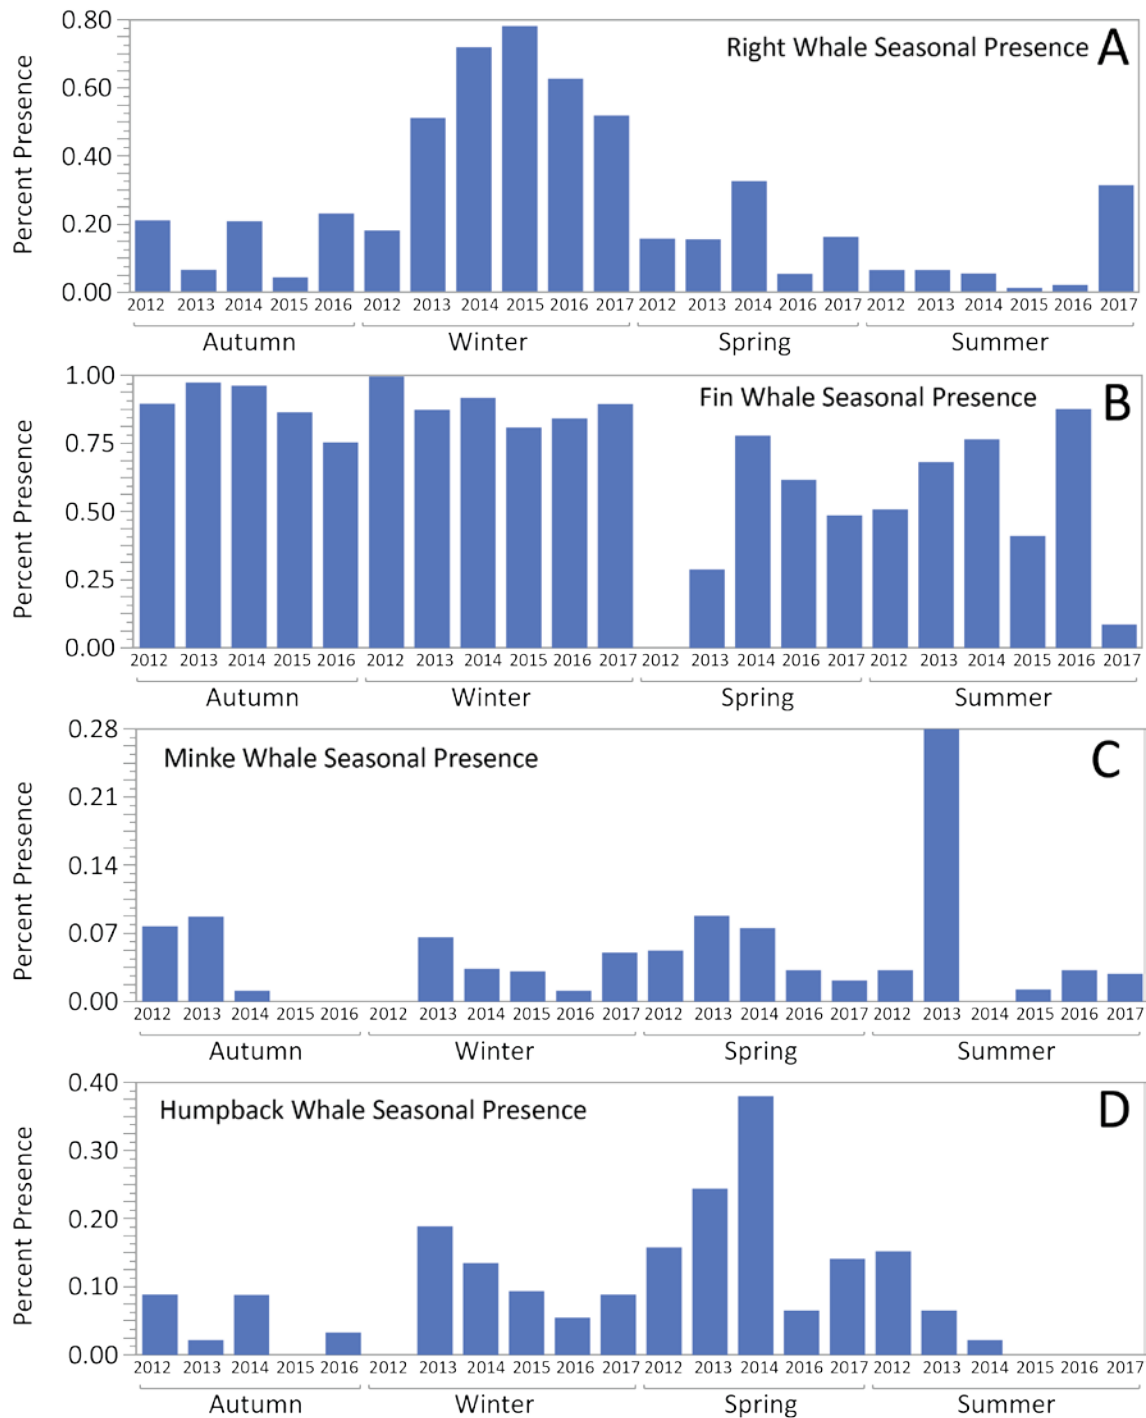 Right Whale Seasonal Presence A
Percent Presence
0.80
0.60
0.40
0.20
0.00
2012 2013 2014 2015 2016 2012 2013 2014 2015 2016 2017 2012 2013 2014 2016 2017 2012 2013 2014 2015 2016 2017
Autumn Winter Spring Summer
Fin Whale Seasonal Presence B
Percent Presence
1.00
0.75
0.50
0.25
0.00
2012 2013 2014 2015 2016 2012 2013 2014 2015 2016 2017 2012 2013 2014 2016 2017 2012 2013 2014 2015 2016 2017
Autumn Winter Spring Summer
Minke Whale Seasonal Presence C
Percent Presence
0.28
0.21
0.14
0.07
0.00
2012 2013 2014 2015 2016 2012 2013 2014 2015 2016 2017 2012 2013 2014 2016 2017 2012 2013 2014 2015 2016 2017
Autumn Winter Spring Summer
Humpback Whale Seasonal Presence D
Percent Presence
0.40
0.30
0.20
0.10
0.00
2012 2013 2014 2015 2016 2012 2013 2014 2015 2016 2017 2012 2013 2014 2016 2017 2012 2013 2014 2015 2016 2017
Autumn Winter Spring Summer